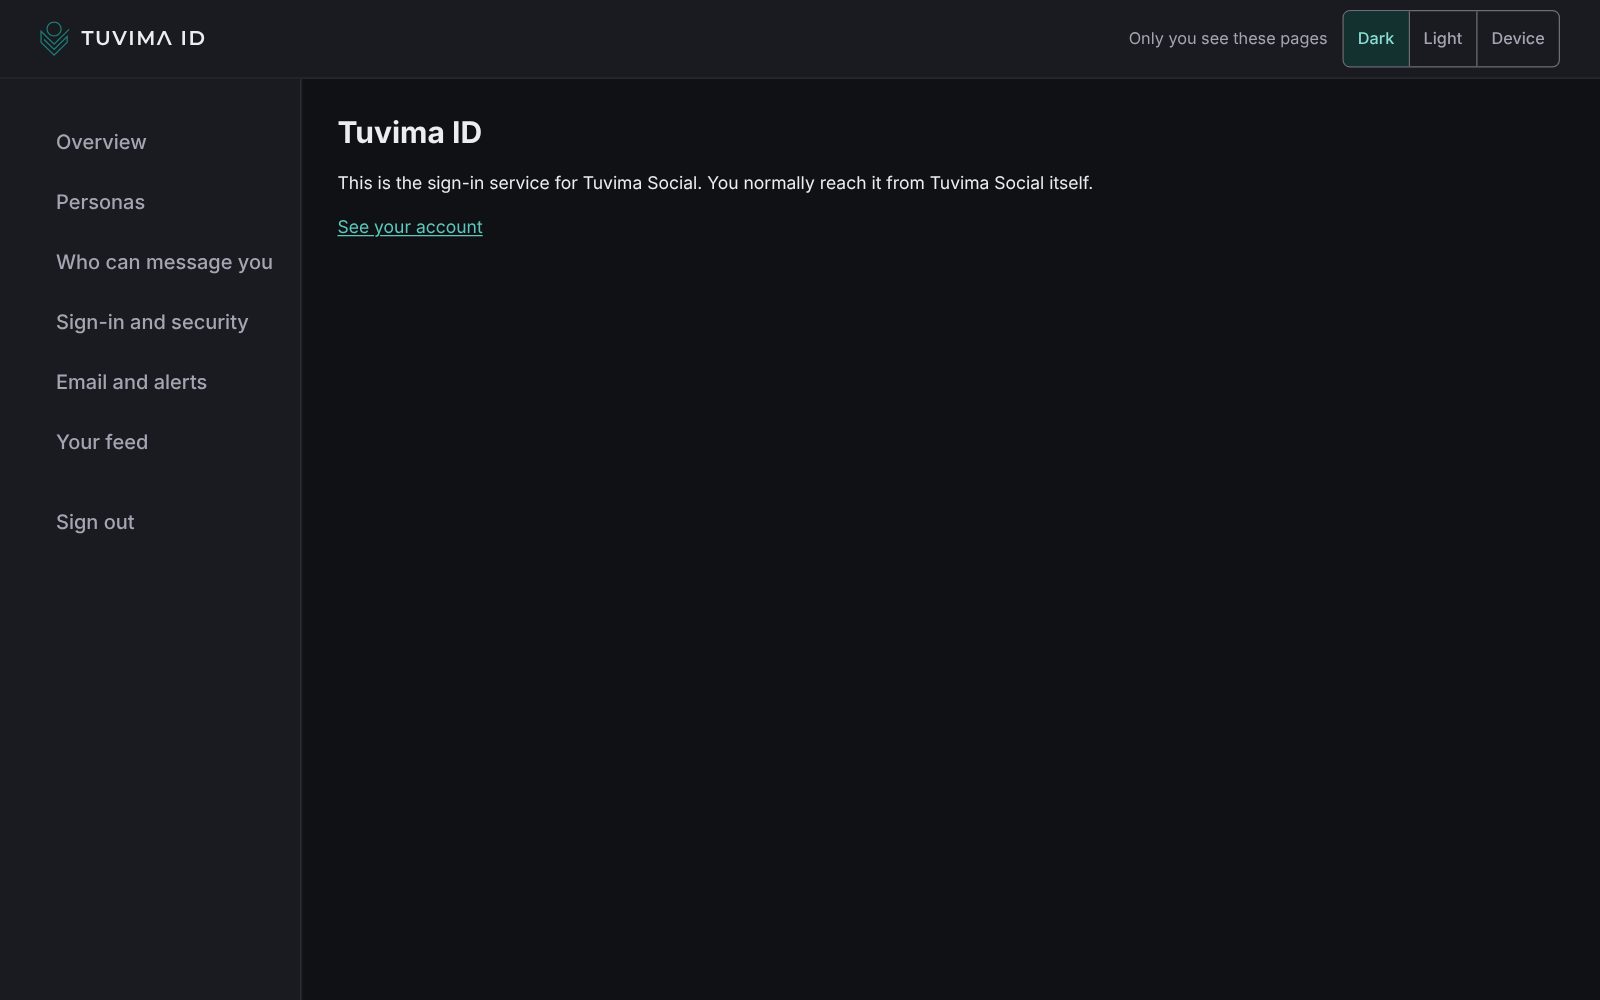 TUVIMA ID
Only you see these pages
Dark
Light
Device
Overview
Personas
Who can message you
Sign-in and security
Email and alerts
Your feed
Sign out
Tuvima ID
This is the sign-in service for Tuvima Social. You normally reach it from Tuvima Social itself.
See your account